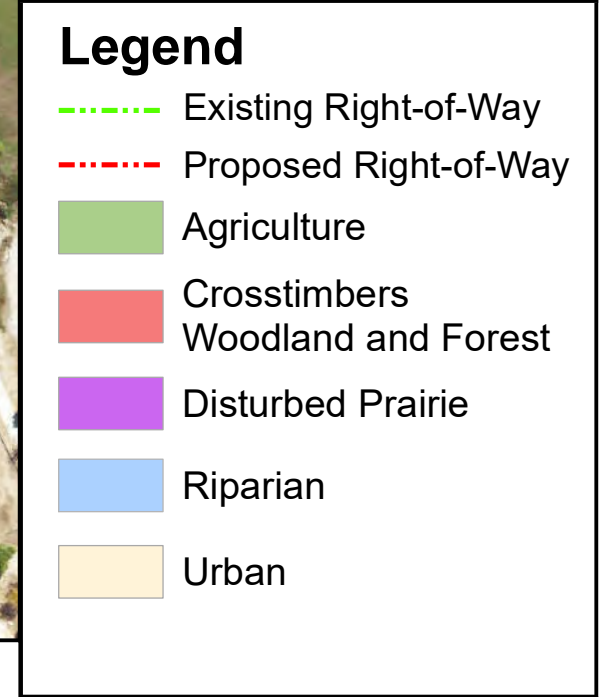 Legend
Existing Right-of-Way
Proposed Right-of-Way
Agriculture
Crosstimbers
Woodland and Forest
Disturbed Prairie
Riparian
Urban